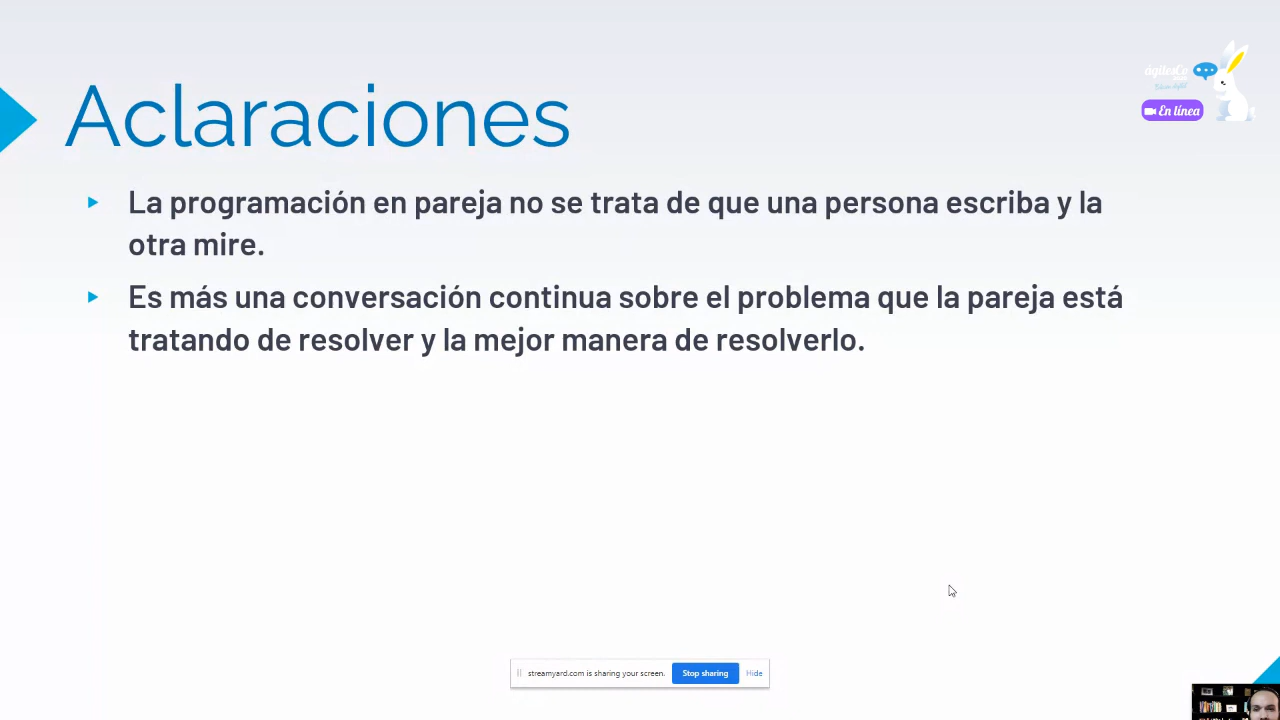 Aclaraciones
La programación en pareja no se trata de que una persona escriba y la
otra mire.
Es más una conversación continua sobre el problema que la pareja está
tratando de resolver y la mejor manera de resolverlo.
ágilesCo
En línea
streamyard.com is sharing your screen.
Stop sharing
Hide